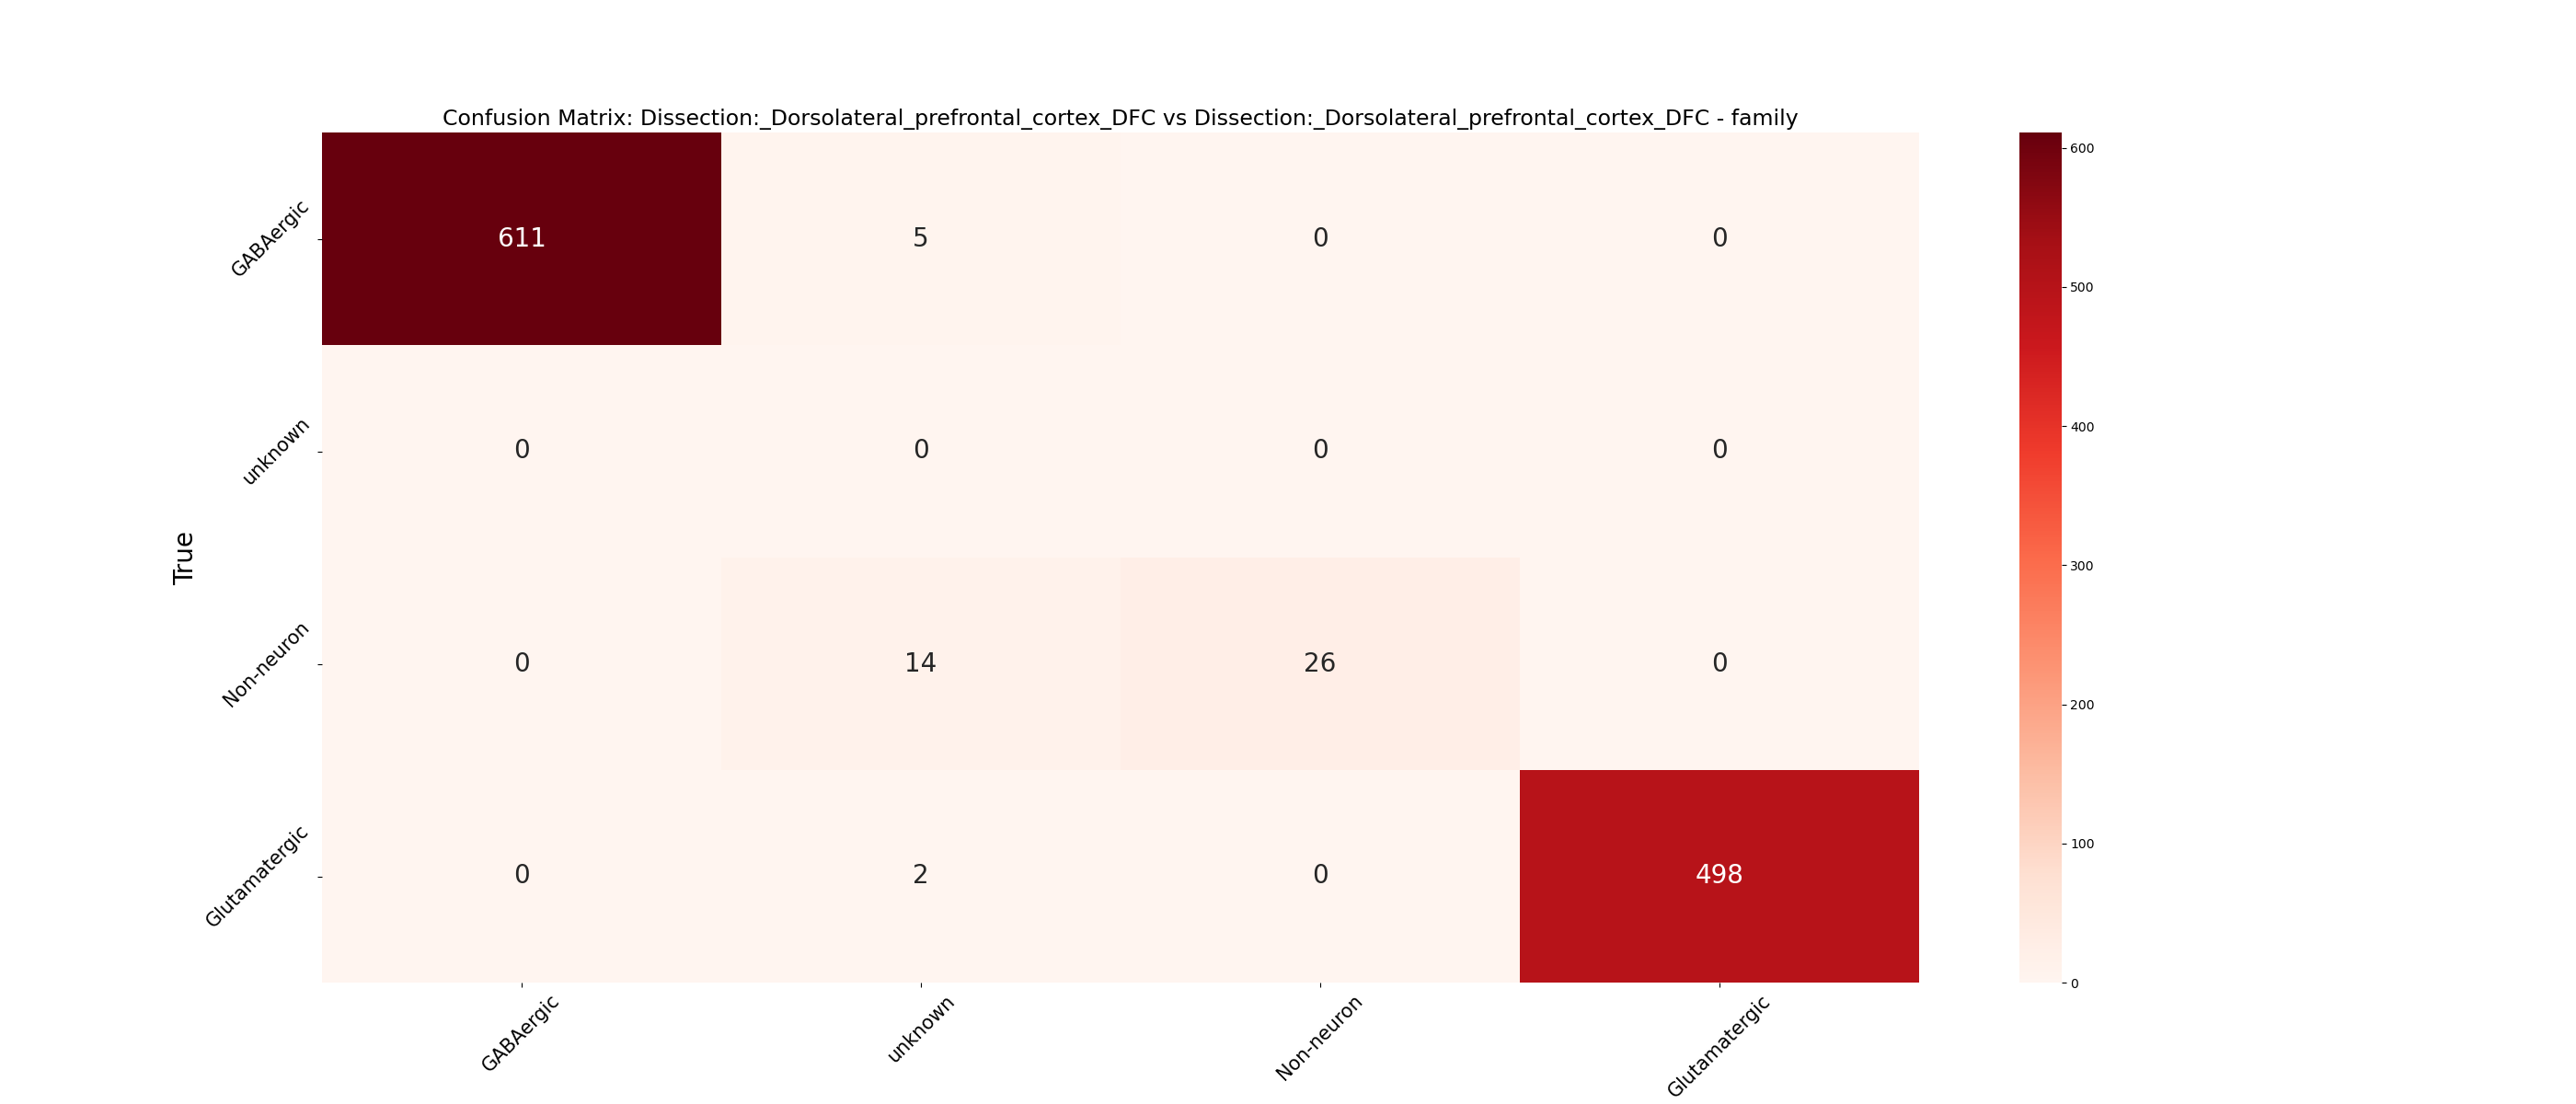 Confusion Matrix: Dissection:_Dorsolateral_prefrontal_cortex_DFC vs Dissection:_Dorsolateral_prefrontal_cortex_DFC - family
True
GABAergic
611 5 0 0
unknown
0 0 0 0
Non-neuron
0 14 26 0
Glutamatergic
0 2 0 498
GABAergic unknown Non-neuron Glutamatergic
600
500
400
300
200
100
0